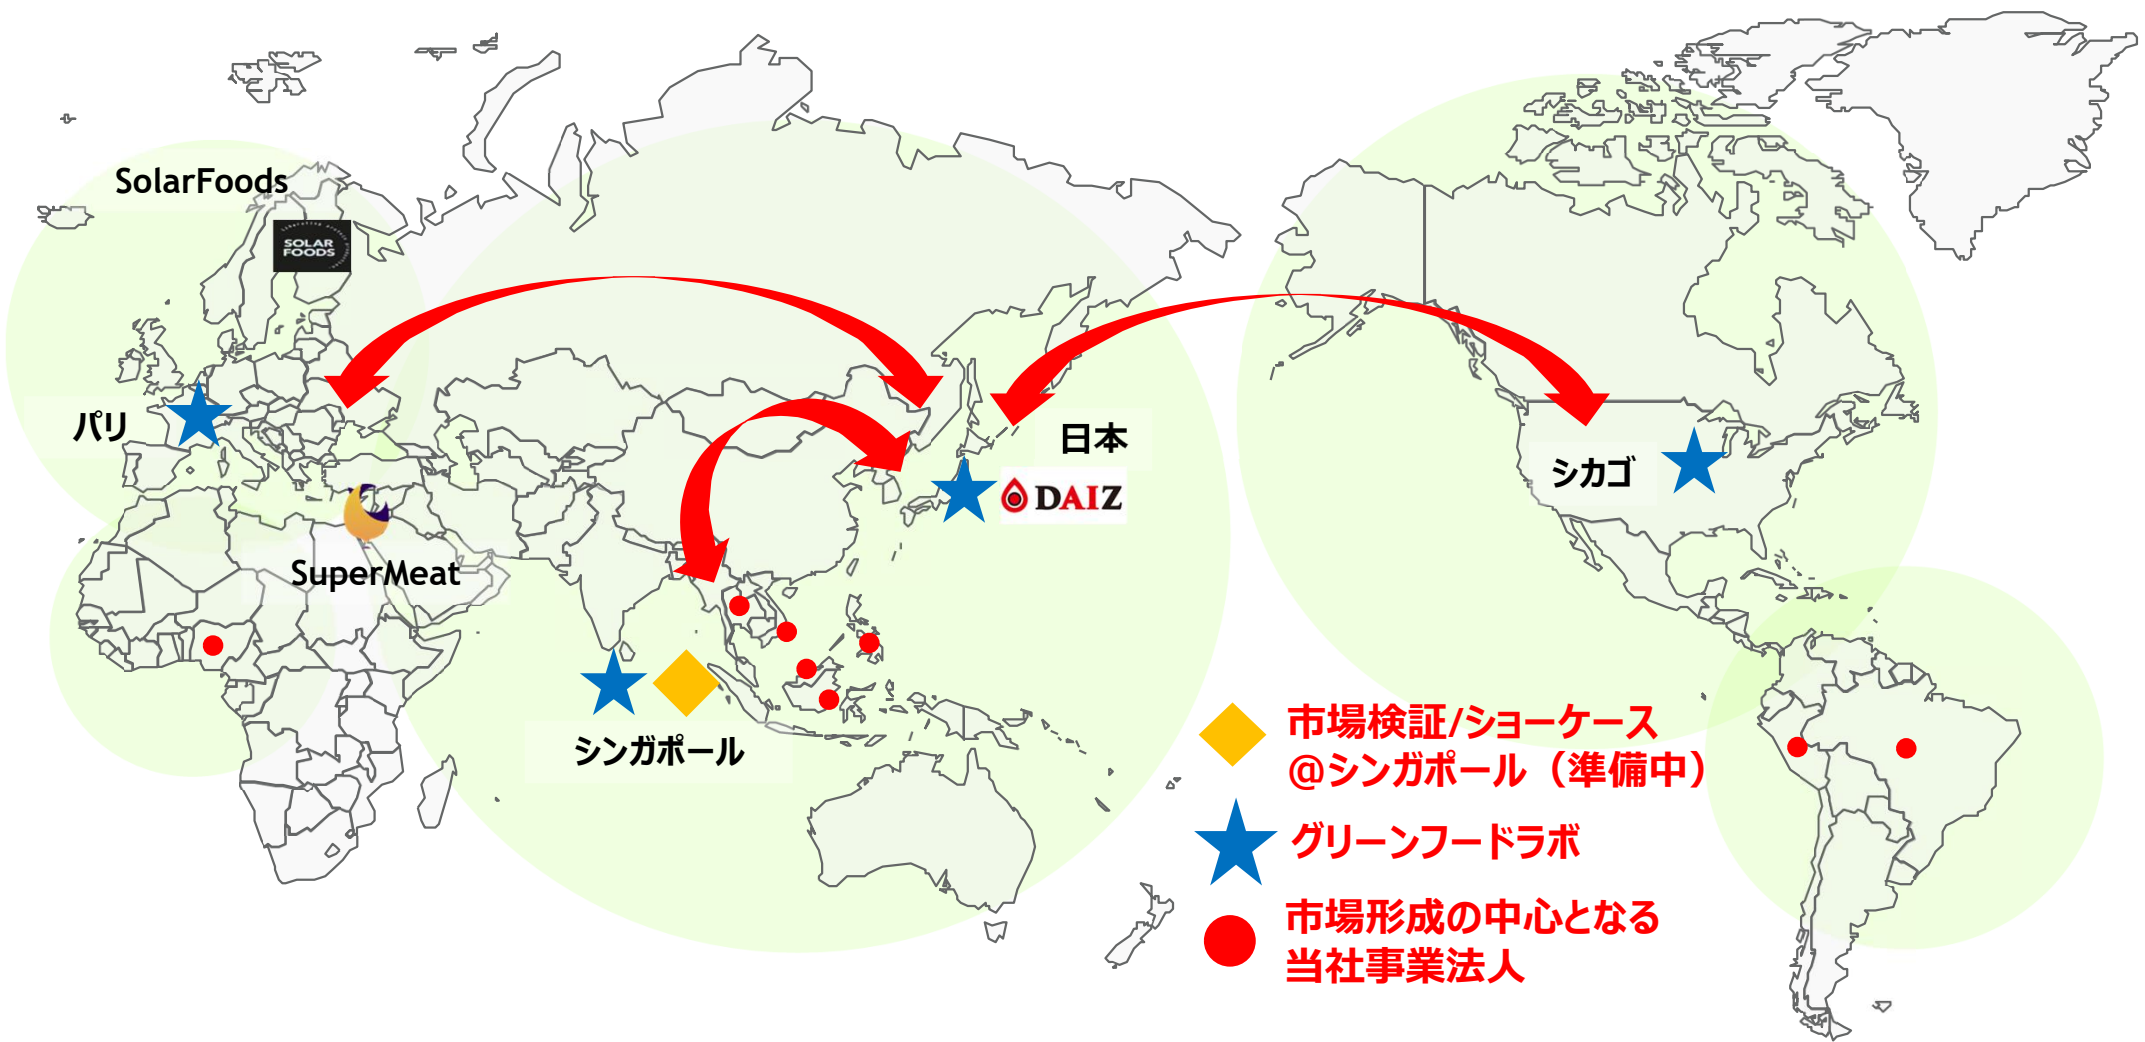 SolarFoods
SOLAR
FOODS
パリ
SuperMeat
日本
DAIZ
シカゴ
シンガポール
市場検証/ショーケース
@シンガポール（準備中）
グリーンフードラボ
市場形成の中心となる
当社事業法人